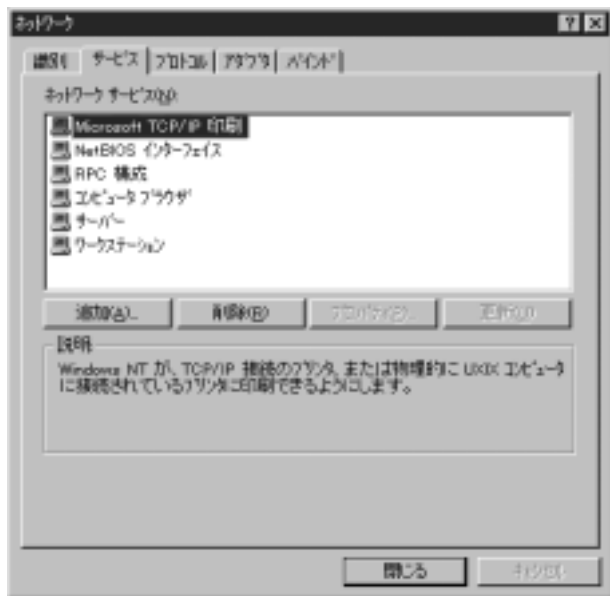 ネットワーク
識別 サービス プロトコル アダプタ バインド
ネットワーク サービス(N):
Microsoft TCP/IP 印刷
NetBIOS インターフェイス
RPC 構成
コンピュータ ブラウザ
サーバー
ワークステーション
追加(A)... 削除(R) プロパティ(P)... 更新(U)
説明
Windows NT が、TCP/IP 接続のプリンタ、または物理的に UNIX コンピュータ
に接続されているプリンタに印刷できるようにします。
閉じる キャンセル